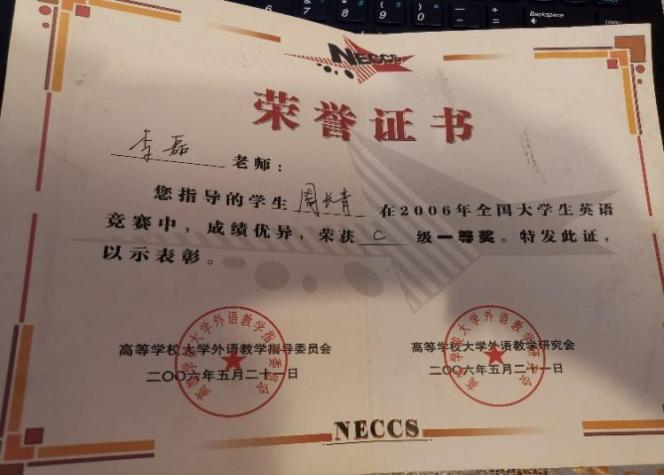 NECCS
荣誉证书
李磊 老师：
您指导的学生 周长青 在2006年全国大学生英语
竞赛中，成绩优异，荣获 C 级一等奖。特发此证，
以示表彰。
高等学校大学外语教学指导委员会
二〇〇六年五月二十一日
高等学校大学外语教学研究会
二〇〇六年五月二十一日
NECCS
7
8
9
0
Backspace